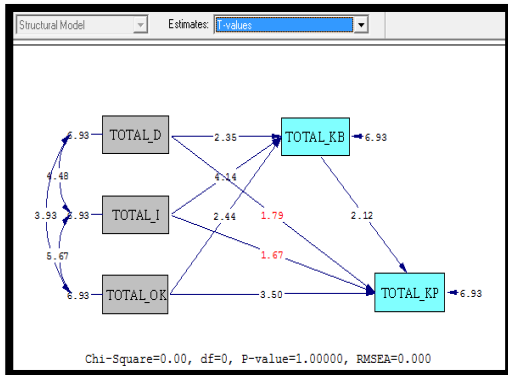 Structural Model Estimates: T-values
6.93 TOTAL_D 2.35 TOTAL_KB 6.93
4.48 4.14
3.93 6.93 TOTAL_I 2.44 1.79 2.12
5.67 1.67
6.93 TOTAL_OK 3.50 TOTAL_KP 6.93
Chi-Square=0.00, df=0, P-value=1.00000, RMSEA=0.000